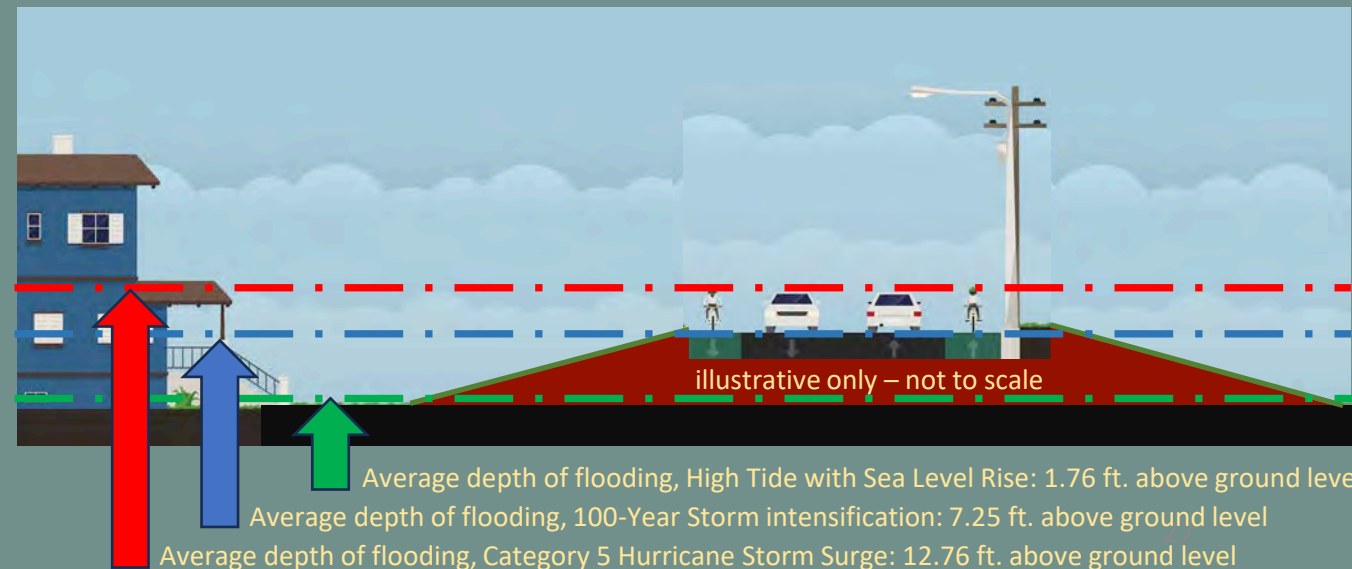 illustrative only – not to scale
Average depth of flooding, High Tide with Sea Level Rise: 1.76 ft. above ground leve
Average depth of flooding, 100-Year Storm intensification: 7.25 ft. above ground level
Average depth of flooding, Category 5 Hurricane Storm Surge: 12.76 ft. above ground level